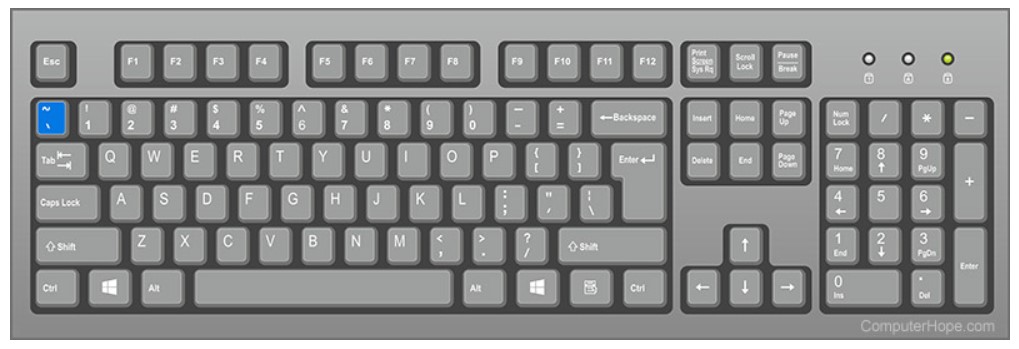 Esc F1 F2 F3 F4 F5 F6 F7 F8 F9 F10 F11 F12 Print Screen Sys Rq Scroll Lock Pause Break
~ ` ! 1 @ 2 # 3 $ 4 % 5 ^ 6 & 7 * 8 ( 9 ) 0 — - + = ←Backspace Insert Home Page Up Num Lock / * −
Tab Q W E R T Y U I O P { [ } ] Enter Delete End Page Down 7 Home 8 ↑ 9 PgUp +
Caps Lock A S D F G H J K L : ; " ' ¦ \ 4 ← 5 6 →
⇧ Shift Z X C V B N M < , > . ? / ⇧ Shift ↑ 1 End 2 ↓ 3 PgDn Enter
Ctrl Alt Alt Ctrl ← ↓ → 0 Ins . Del
ComputerHope.com